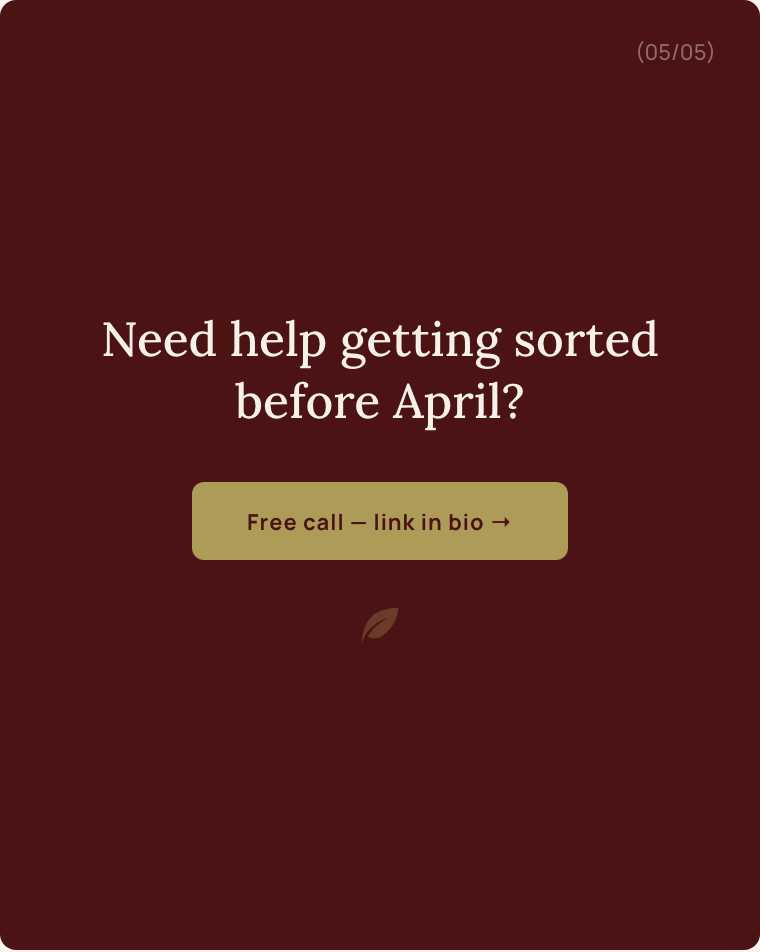 (05/05)
Need help getting sorted
before April?
Free call — link in bio →